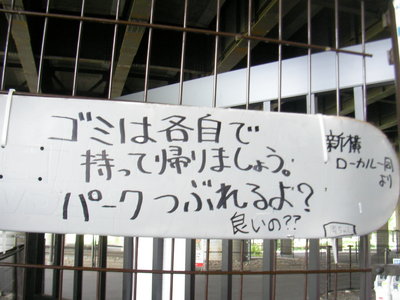 ゴミは各自で
持って帰りましょう。
パークつぶれるよ?
良いの??
新横
ローカル一同
より